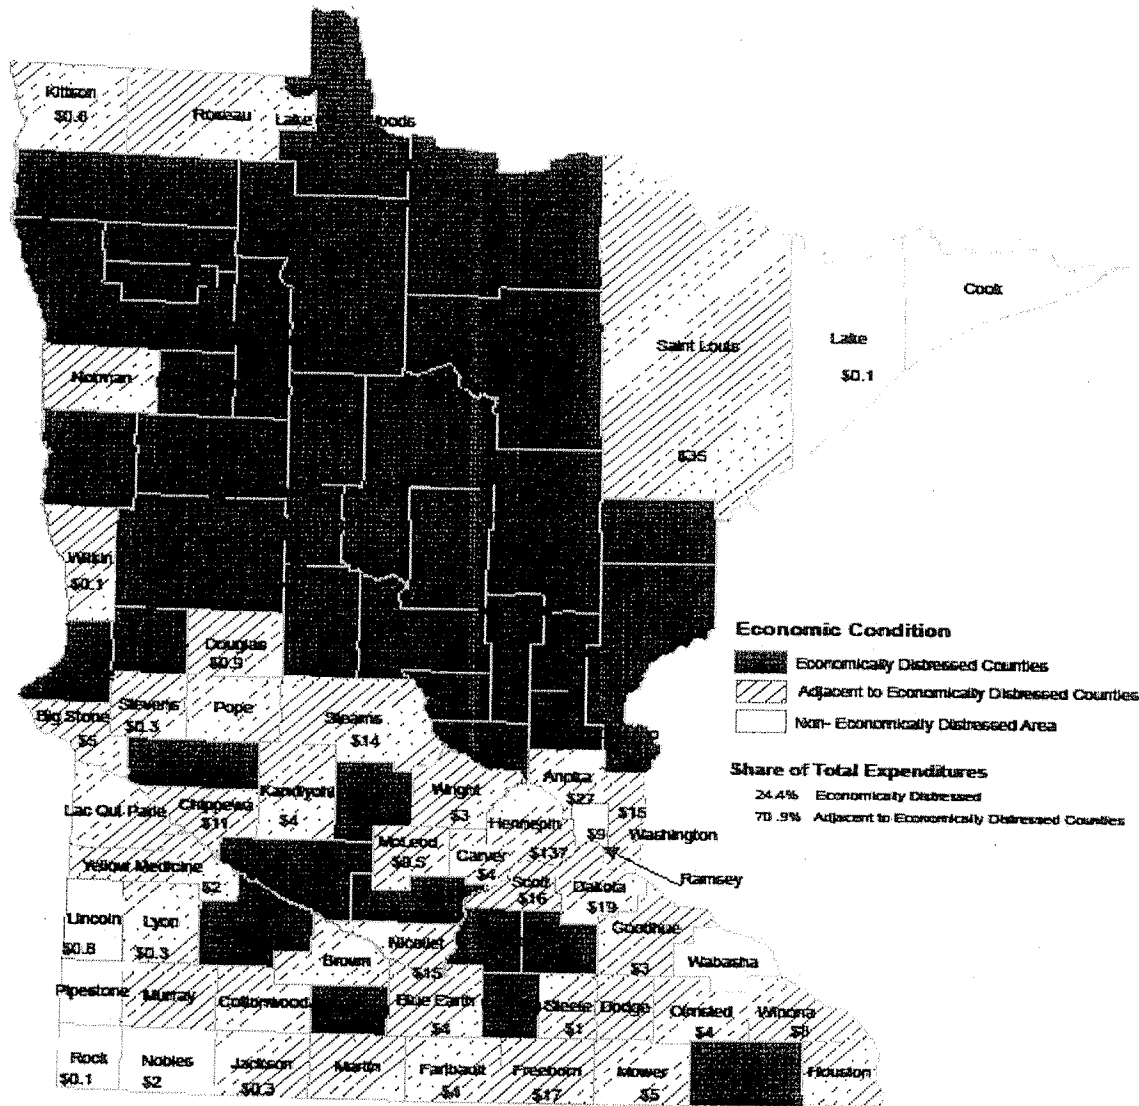 Kittson
$0.6
Roseau
Lake
oods
Cook
Saint Louis
Lake
$0.1
Norman
$35
Wilkin
$0.1
Economic Condition
Economically Distressed Counties
Adjacent to Economically Distressed Counties
Non- Economically Distressed Area
Douglas
$0.9
Big Stone
$5
Stevens
$0.3
Pope
Stearns
$14
Share of Total Expenditures
24.4% Economically Distressed
70 .9% Adjacent to Economically Distressed Counties
Anoka
$27
$15
Kandiyohi
$4
Wright
$3
Lac Qui Parle
Chippewa
$11
Hennepin
$137
$9
Washington
McLeod
$0.5
Carver
$4
Yellow Medicine
$2
Ramsey
Scott
$16
Dakota
$19
Lincoln
$0.8
Lyon
$0.3
Goodhue
$3
Nicollet
$15
Brown
Wabasha
Pipestone
Murray
Cottonwood
Blue Earth
$4
Steele
$1
Dodge
Olmsted
$4
Winona
Rock
$0.1
Nobles
$2
Jackson
$0.3
Martin
Faribault
$4
Freeborn
$17
Mower
$5
Houston